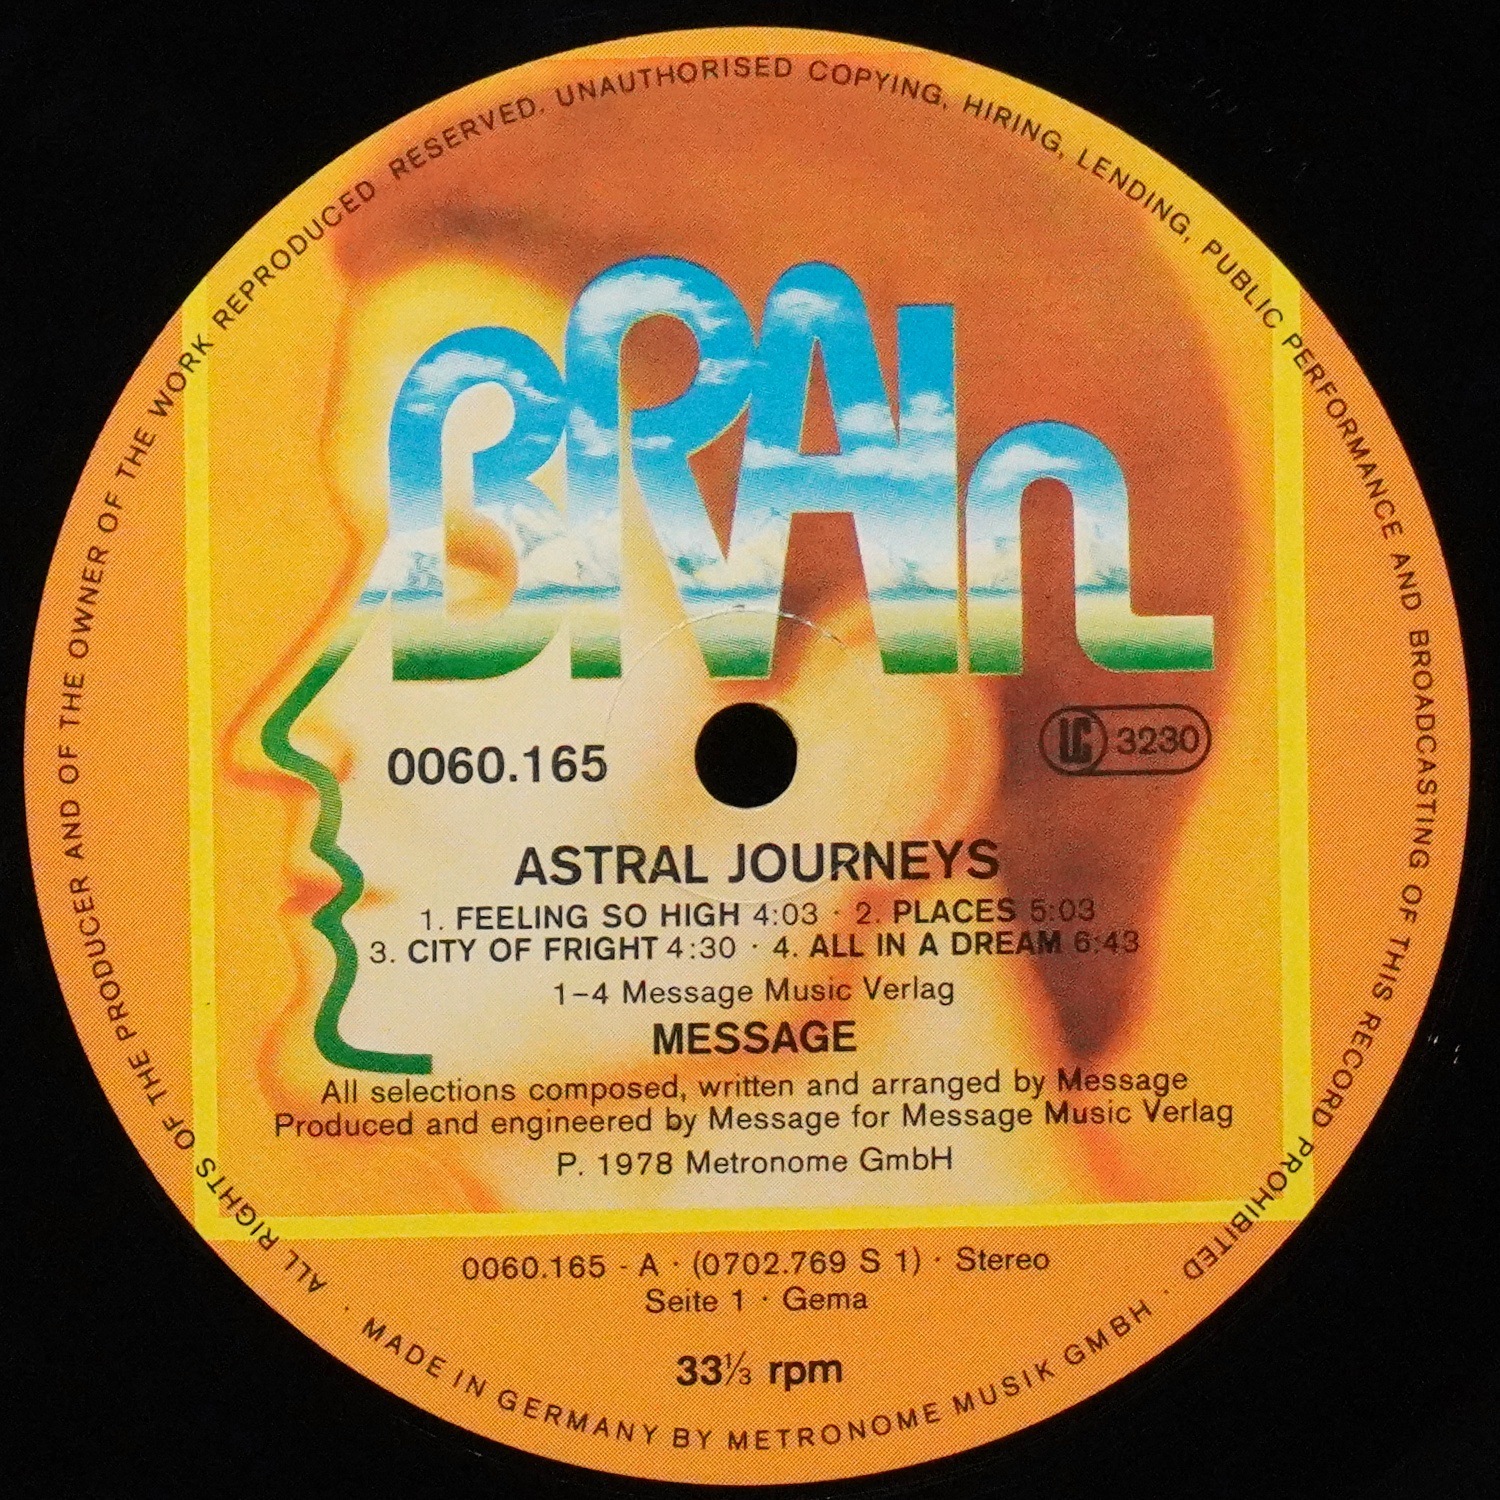 ALL RIGHTS OF THE PRODUCER AND OF THE OWNER OF THE WORK REPRODUCED RESERVED. UNAUTHORISED COPYING, HIRING, LENDING, PUBLIC PERFORMANCE AND BROADCASTING OF THIS RECORD PROHIBITED ·
BRAIn
0060.165
LC 3230
ASTRAL JOURNEYS
1. FEELING SO HIGH 4:03 · 2. PLACES 5:03
3. CITY OF FRIGHT 4:30 · 4. ALL IN A DREAM 6:43
1–4 Message Music Verlag
MESSAGE
All selections composed, written and arranged by Message
Produced and engineered by Message for Message Music Verlag
P. 1978 Metronome GmbH
0060.165 - A · (0702.769 S 1) · Stereo
Seite 1 · Gema
33⅓ rpm
· MADE IN GERMANY BY METRONOME MUSIK GMBH